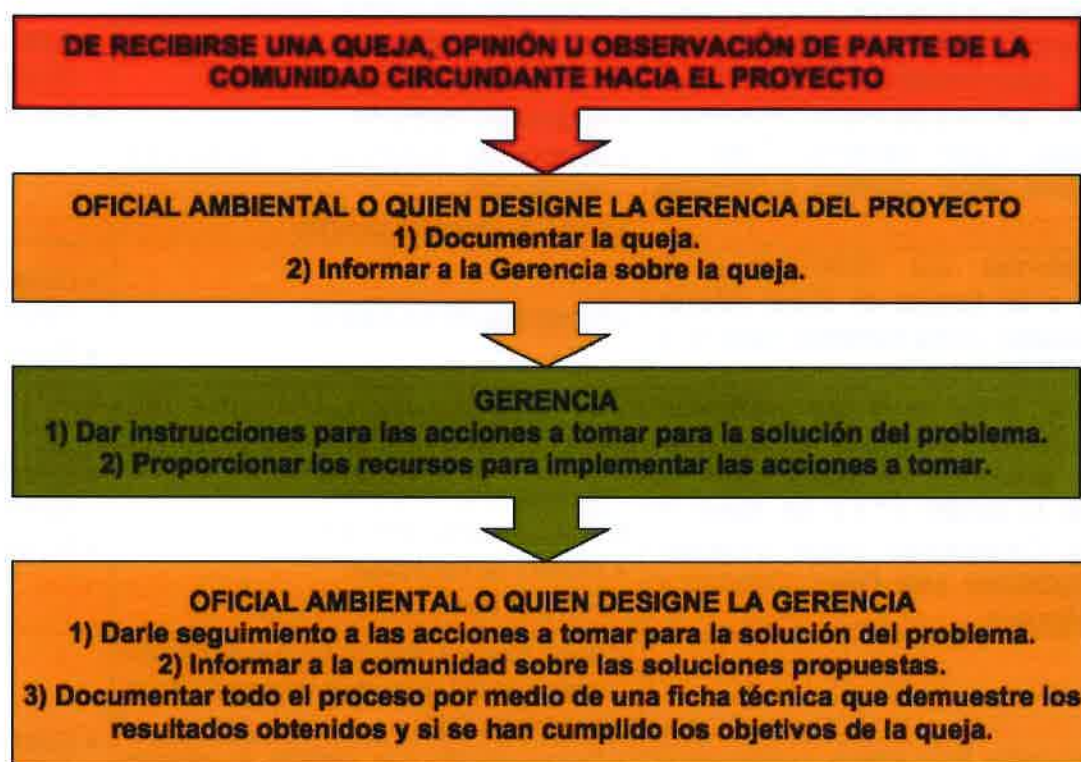 DE RECIBIRSE UNA QUEJA, OPINIÓN U OBSERVACIÓN DE PARTE DE LA
COMUNIDAD CIRCUNDANTE HACIA EL PROYECTO
OFICIAL AMBIENTAL O QUIEN DESIGNE LA GERENCIA DEL PROYECTO
1) Documentar la queja.
2) Informar a la Gerencia sobre la queja.
GERENCIA
1) Dar instrucciones para las acciones a tomar para la solución del problema.
2) Proporcionar los recursos para implementar las acciones a tomar.
OFICIAL AMBIENTAL O QUIEN DESIGNE LA GERENCIA
1) Darle seguimiento a las acciones a tomar para la solución del problema.
2) Informar a la comunidad sobre las soluciones propuestas.
3) Documentar todo el proceso por medio de una ficha técnica que demuestre los
resultados obtenidos y si se han cumplido los objetivos de la queja.